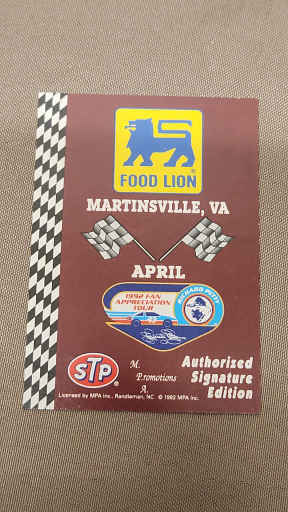 FOOD LION
MARTINSVILLE, VA
APRIL
1992 FAN
APPRECIATION
TOUR
RICHARD PETTY
STP
M.
Promotions
A.
Authorized
Signature
Edition
Licensed by MPA Inc., Randleman, NC © 1992 MPA Inc.